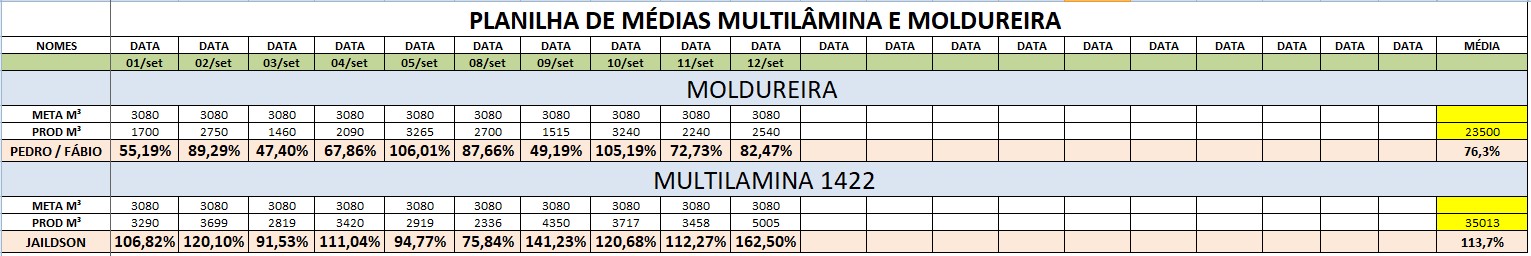 PLANILHA DE MÉDIAS MULTILÂMINA E MOLDUREIRA
NOMES DATA DATA DATA DATA DATA DATA DATA DATA DATA DATA DATA DATA DATA DATA DATA DATA DATA DATA DATA DATA MÉDIA
01/set 02/set 03/set 04/set 05/set 08/set 09/set 10/set 11/set 12/set
MOLDUREIRA
META M³ 3080 3080 3080 3080 3080 3080 3080 3080 3080 3080
PROD M³ 1700 2750 1460 2090 3265 2700 1515 3240 2240 2540 23500
PEDRO / FÁBIO 55,19% 89,29% 47,40% 67,86% 106,01% 87,66% 49,19% 105,19% 72,73% 82,47% 76,3%
MULTILAMINA 1422
META M³ 3080 3080 3080 3080 3080 3080 3080 3080 3080 3080
PROD M³ 3290 3699 2819 3420 2919 2336 4350 3717 3458 5005 35013
JAILDSON 106,82% 120,10% 91,53% 111,04% 94,77% 75,84% 141,23% 120,68% 112,27% 162,50% 113,7%